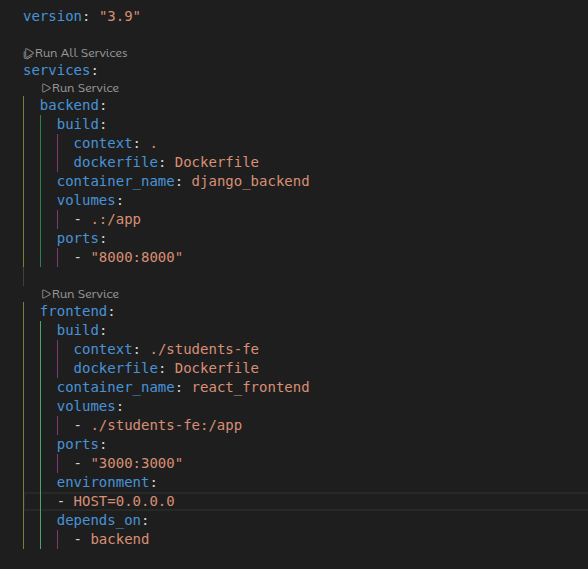 version: "3.9"
Run All Services
services:
Run Service
backend:
build:
context: .
dockerfile: Dockerfile
container_name: django_backend
volumes:
- .:/app
ports:
- "8000:8000"
Run Service
frontend:
build:
context: ./students-fe
dockerfile: Dockerfile
container_name: react_frontend
volumes:
- ./students-fe:/app
ports:
- "3000:3000"
environment:
- HOST=0.0.0.0
depends_on:
- backend